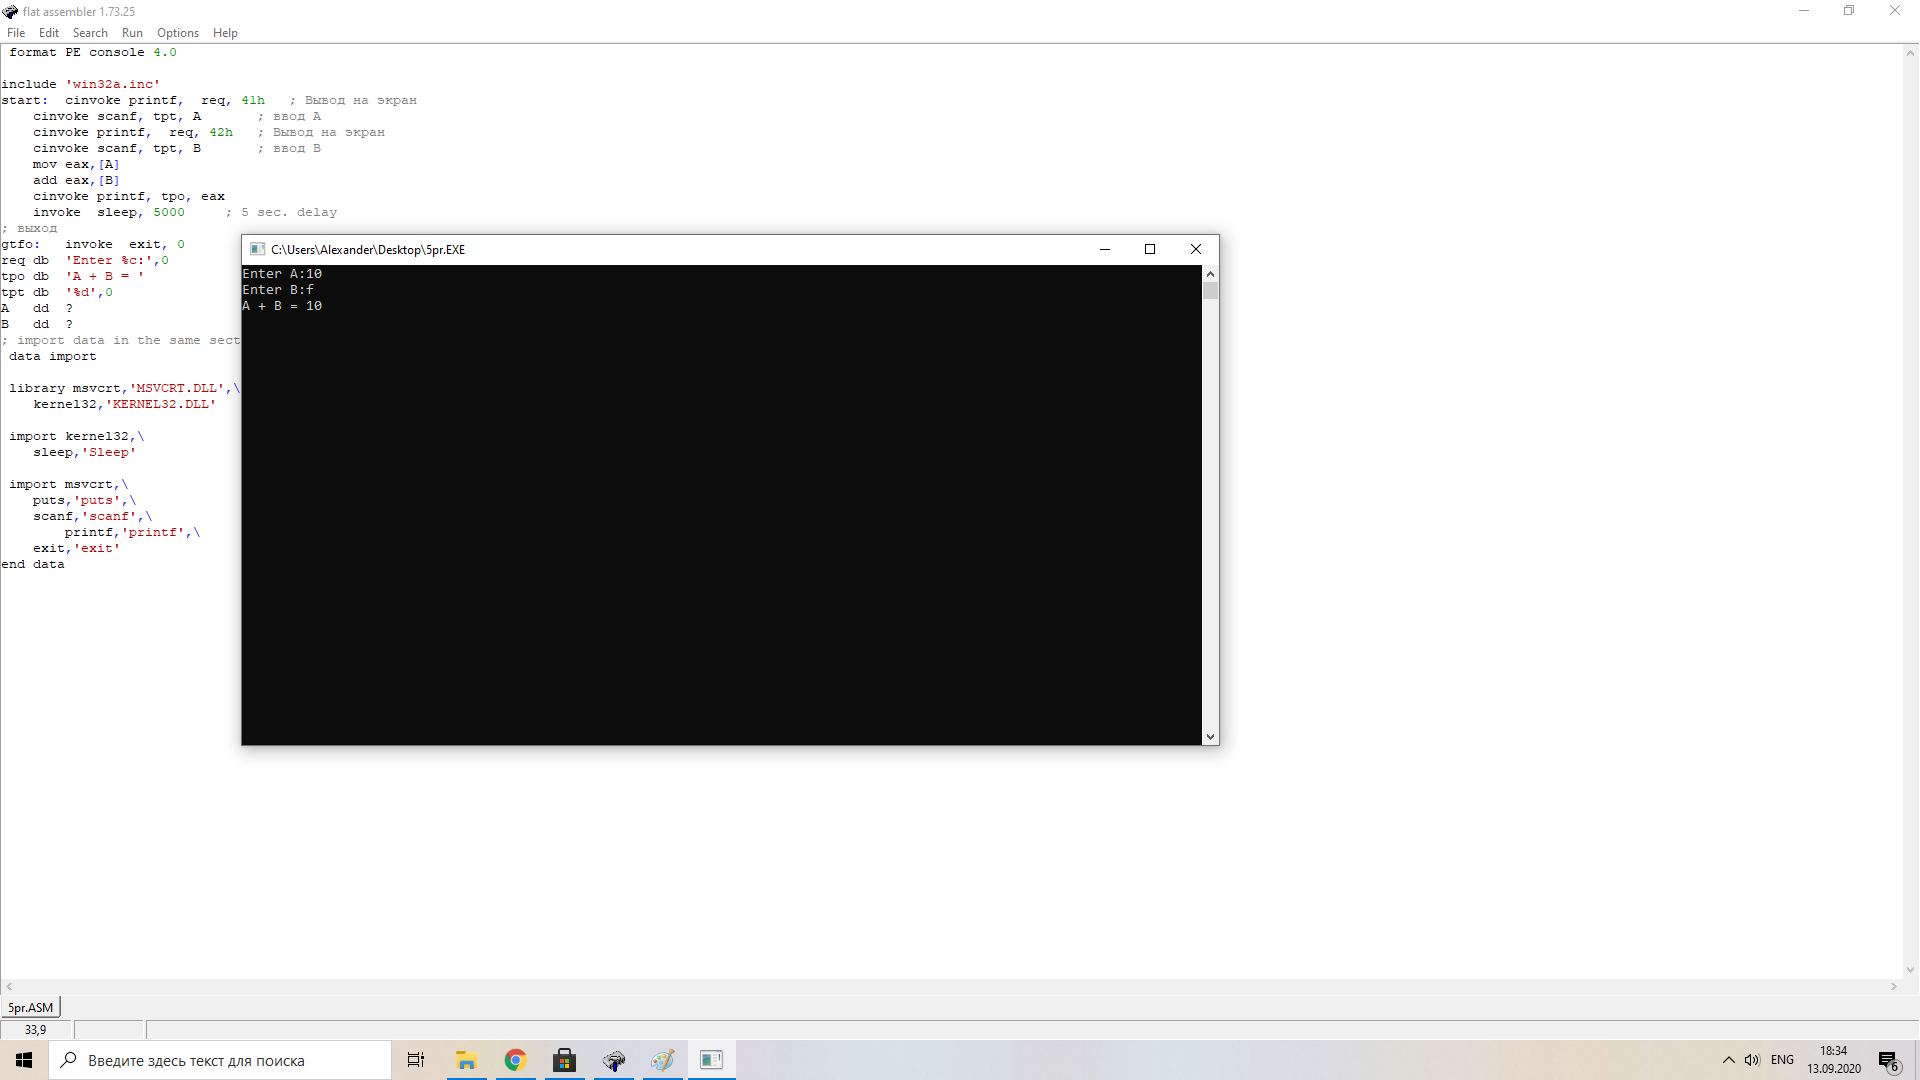 flat assembler 1.73.25
File Edit Search Run Options Help
format PE console 4.0
include 'win32a.inc'
start: cinvoke printf, req, 41h ; Вывод на экран
cinvoke scanf, tpt, A ; ввод A
cinvoke printf, req, 42h ; Вывод на экран
cinvoke scanf, tpt, B ; ввод B
mov eax,[A]
add eax,[B]
cinvoke printf, tpo, eax
invoke sleep, 5000 ; 5 sec. delay
; выход
gtfo: invoke exit, 0
req db 'Enter %c:',0
tpo db 'A + B = '
tpt db '%d',0
A dd ?
B dd ?
; import data in the same sect
data import
library msvcrt,'MSVCRT.DLL',\
kernel32,'KERNEL32.DLL'
import kernel32,\
sleep,'Sleep'
import msvcrt,\
puts,'puts',\
scanf,'scanf',\
printf,'printf',\
exit,'exit'
end data
C:\Users\Alexander\Desktop\5pr.EXE
Enter A:10
Enter B:f
A + B = 10
5pr.ASM
33,9
Введите здесь текст для поиска
ENG
18:34
13.09.2020
6